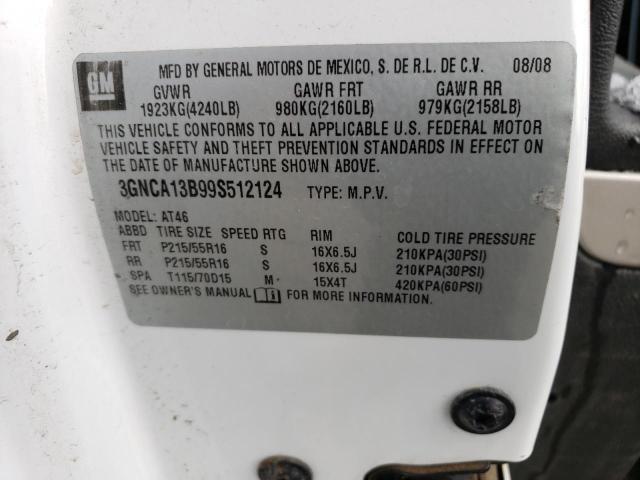 GM
MFD BY GENERAL MOTORS DE MEXICO, S. DE R.L. DE C.V. 08/08
GVWR GAWR FRT GAWR RR
1923KG(4240LB) 980KG(2160LB) 979KG(2158LB)
THIS VEHICLE CONFORMS TO ALL APPLICABLE U.S. FEDERAL MOTOR
VEHICLE SAFETY AND THEFT PREVENTION STANDARDS IN EFFECT ON
THE DATE OF MANUFACTURE SHOWN ABOVE.
3GNCA13B99S512124 TYPE: M.P.V.
MODEL: AT46
ABBD TIRE SIZE SPEED RTG RIM COLD TIRE PRESSURE
FRT P215/55R16 S 16X6.5J 210KPA(30PSI)
RR P215/55R16 S 16X6.5J 210KPA(30PSI)
SPA T115/70D15 M 15X4T 420KPA(60PSI)
SEE OWNER'S MANUAL FOR MORE INFORMATION.